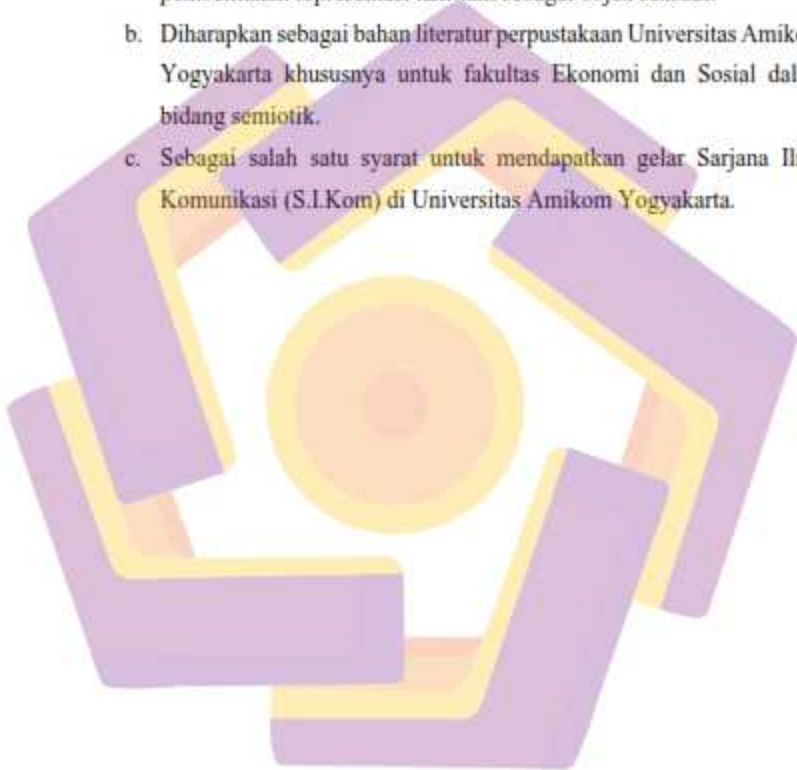 b. Diharapkan sebagai bahan literatur perpustakaan Universitas
Yogyakarta khususnya untuk fakultas Ekonomi dan Sosial
bidang semiotik.
c. Sebagai salah satu syarat untuk mendapatkan gelar Sarjana
Komunikasi (S.I.Kom) di Universitas Amikom Yogyakarta.